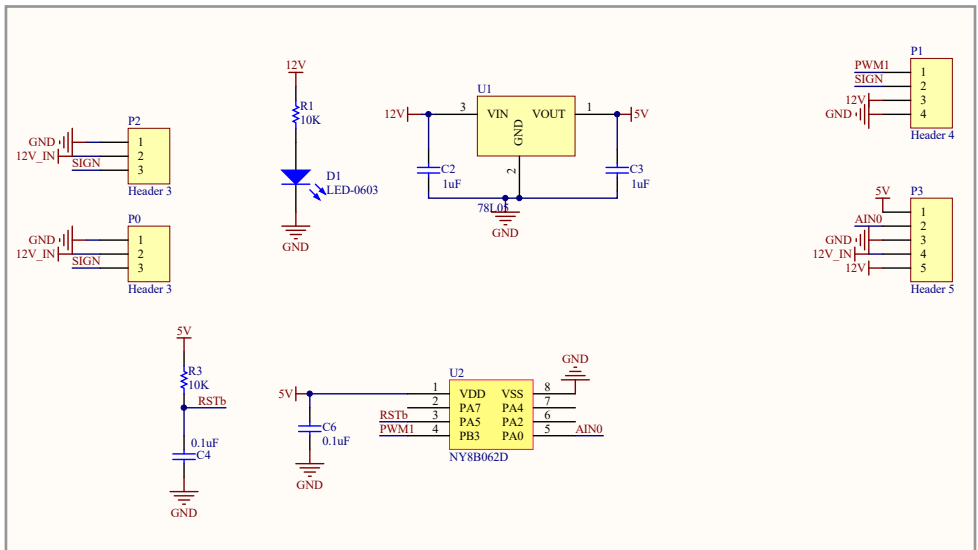 12V
R1
10K
D1
LED-0603
GND
U1
12V
3
VIN
VOUT
1
5V
GND
2
C2
1uF
C3
1uF
78L05
GND
P1
PWM1
1
SIGN
2
12V
3
GND
4
Header 4
P2
GND
1
12V_IN
2
SIGN
3
Header 3
P0
GND
1
12V_IN
2
SIGN
3
Header 3
P3
5V
1
AIN0
2
GND
3
12V_IN
4
12V
5
Header 5
5V
R3
10K
RSTb
0.1uF
C4
GND
5V
C6
0.1uF
GND
U2
1
VDD
VSS
8
GND
2
PA7
PA4
7
RSTb
3
PA5
PA2
6
PWM1
4
PB3
PA0
5
AIN0
NY8B062D